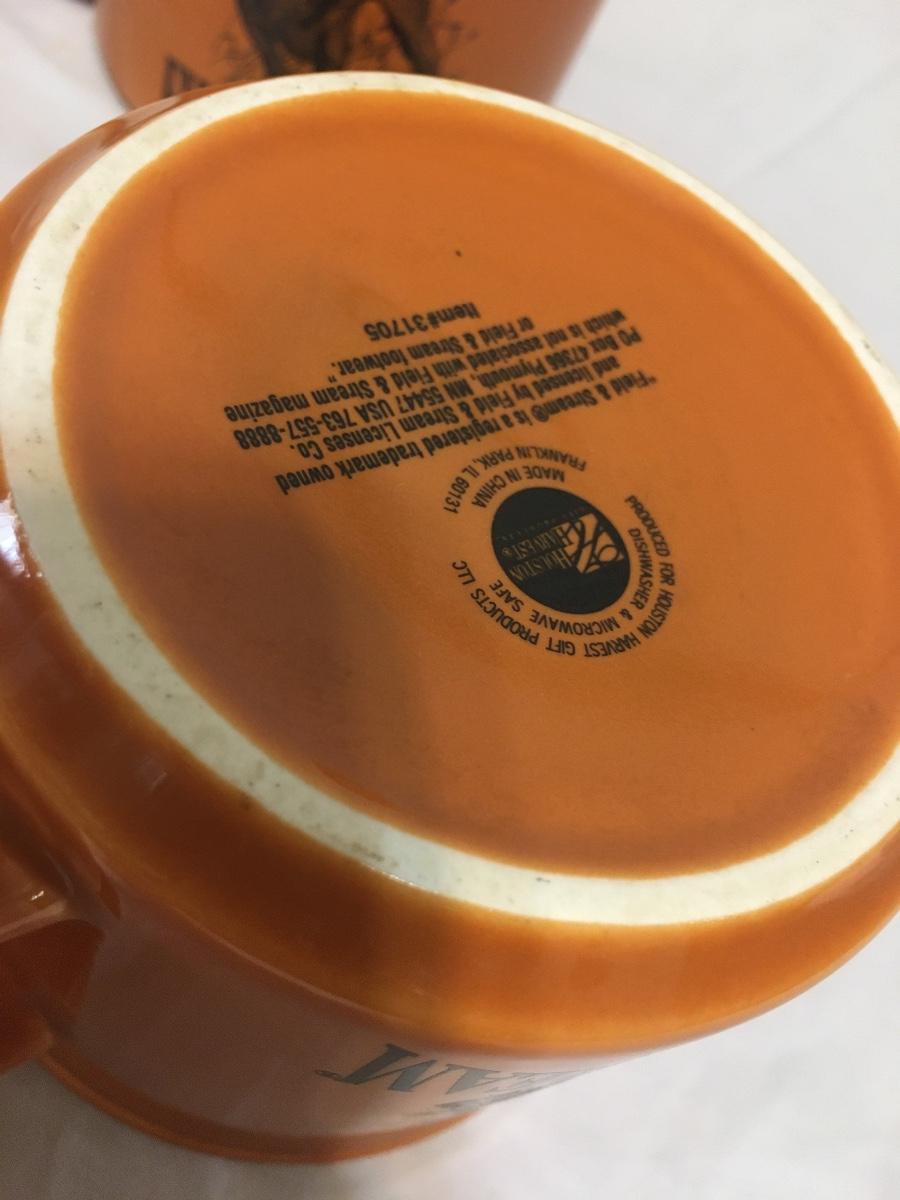 "Field & Stream® is a registered trademark owned
and licensed by Field & Stream Licenses Co.
PO Box 47366 Plymouth, MN 55447 USA 763-557-8888
which is not associated with Field & Stream magazine
or Field & Stream footwear."
Item#31705
PRODUCED FOR HOUSTON HARVEST GIFT PRODUCTS LLC
DISHWASHER & MICROWAVE SAFE
HOUSTON
HARVEST®
MADE IN CHINA
FRANKLIN PARK, IL 60131
EAM